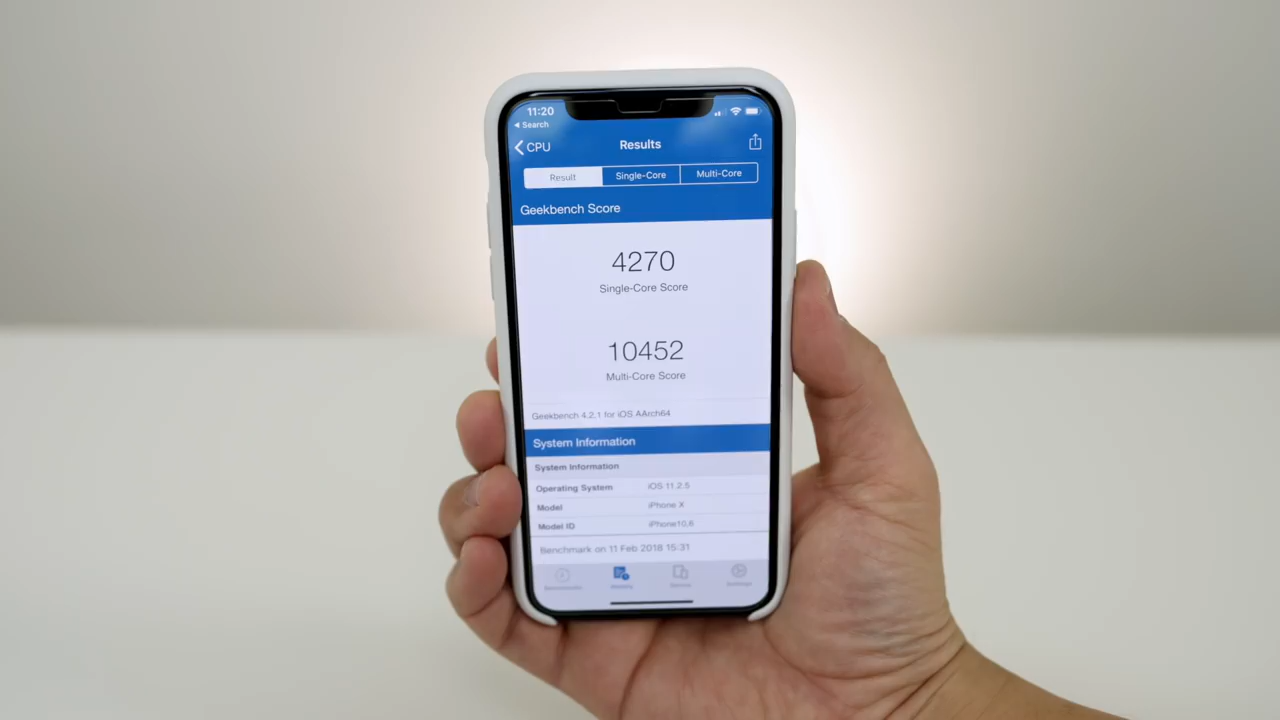 11:20
Search
CPU
Results
Result Single-Core Multi-Core
Geekbench Score
4270
Single-Core Score
10452
Multi-Core Score
Geekbench 4.2.1 for iOS AArch64
System Information
System Information
Operating System iOS 11.2.5
Model iPhone X
Model ID iPhone10,6
Benchmark on 11 Feb 2018 15:31